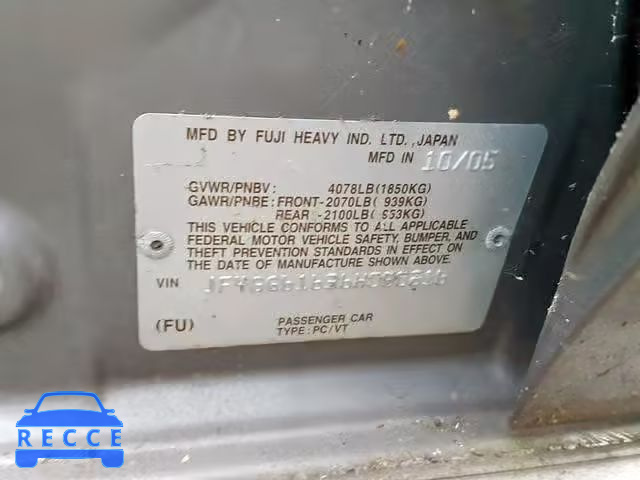 MFD BY FUJI HEAVY IND. LTD.,JAPAN
MFD IN 10/05
GVWR/PNBV: 4078LB(1850KG)
GAWR/PNBE: FRONT-2070LB( 939KG)
REAR -2100LB( 953KG)
THIS VEHICLE CONFORMS TO ALL APPLICABLE
FEDERAL MOTOR VEHICLE SAFETY, BUMPER, AND
THEFT PREVENTION STANDARDS IN EFFECT ON
THE DATE OF MANUFACTURE SHOWN ABOVE.
VIN
(FU) PASSENGER CAR
TYPE: PC/VT
RECCE